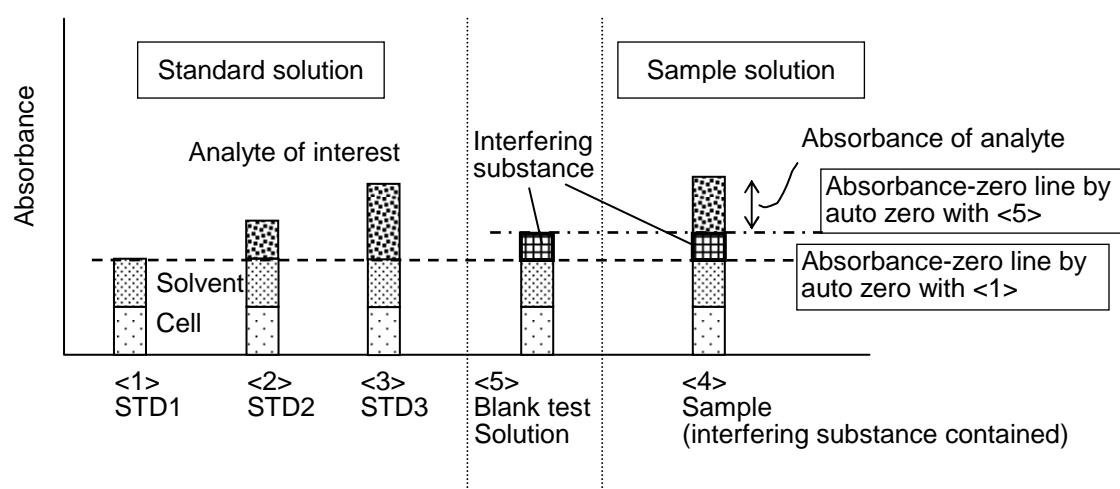 Absorbance
Standard solution
Sample solution
Analyte of interest
Interfering
substance
Absorbance of analyte
Absorbance-zero line by
auto zero with <5>
Absorbance-zero line by
auto zero with <1>
Solvent
Cell
<1>
STD1
<2>
STD2
<3>
STD3
<5>
Blank test
Solution
<4>
Sample
(interfering substance contained)